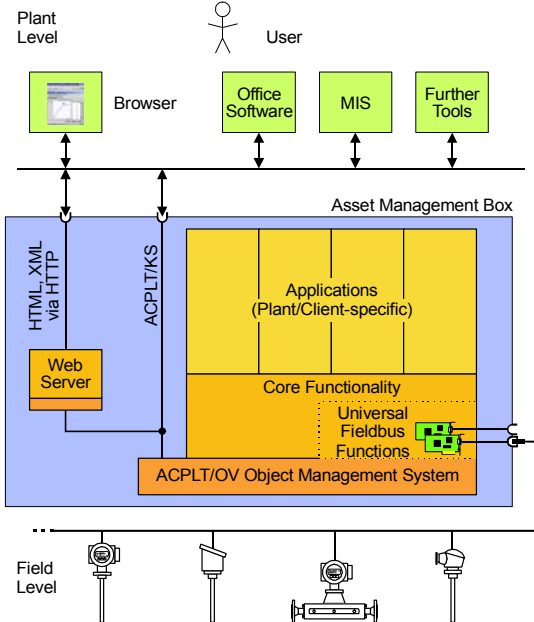 Plant
Level
User
Browser
Office
Software
MIS
Further
Tools
Asset Management Box
HTML, XML
via HTTP
ACPLT/KS
Applications
(Plant/Client-specific)
Web
Server
Core Functionality
Universal
Fieldbus
Functions
ACPLT/OV Object Management System
Field
Level